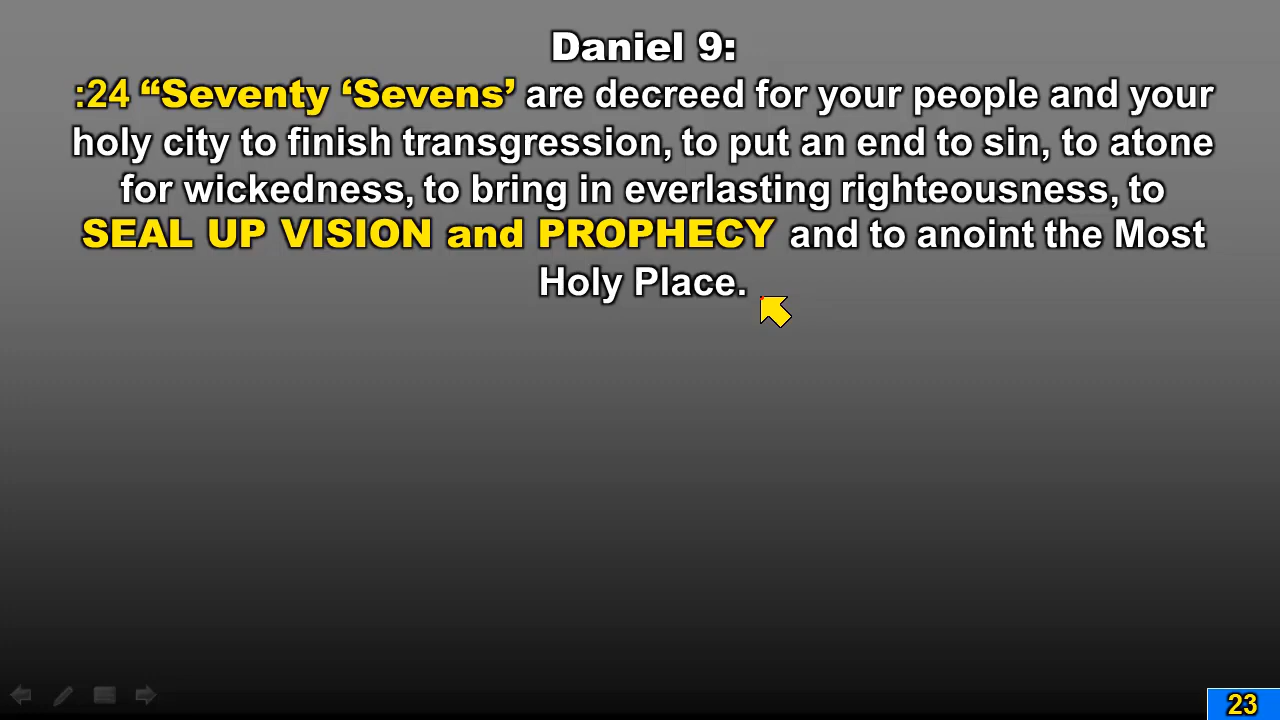 Daniel 9:
:24 “Seventy ‘Sevens’ are decreed for your people and your
holy city to finish transgression, to put an end to sin, to atone
for wickedness, to bring in everlasting righteousness, to
SEAL UP VISION and PROPHECY and to anoint the Most
Holy Place.
23